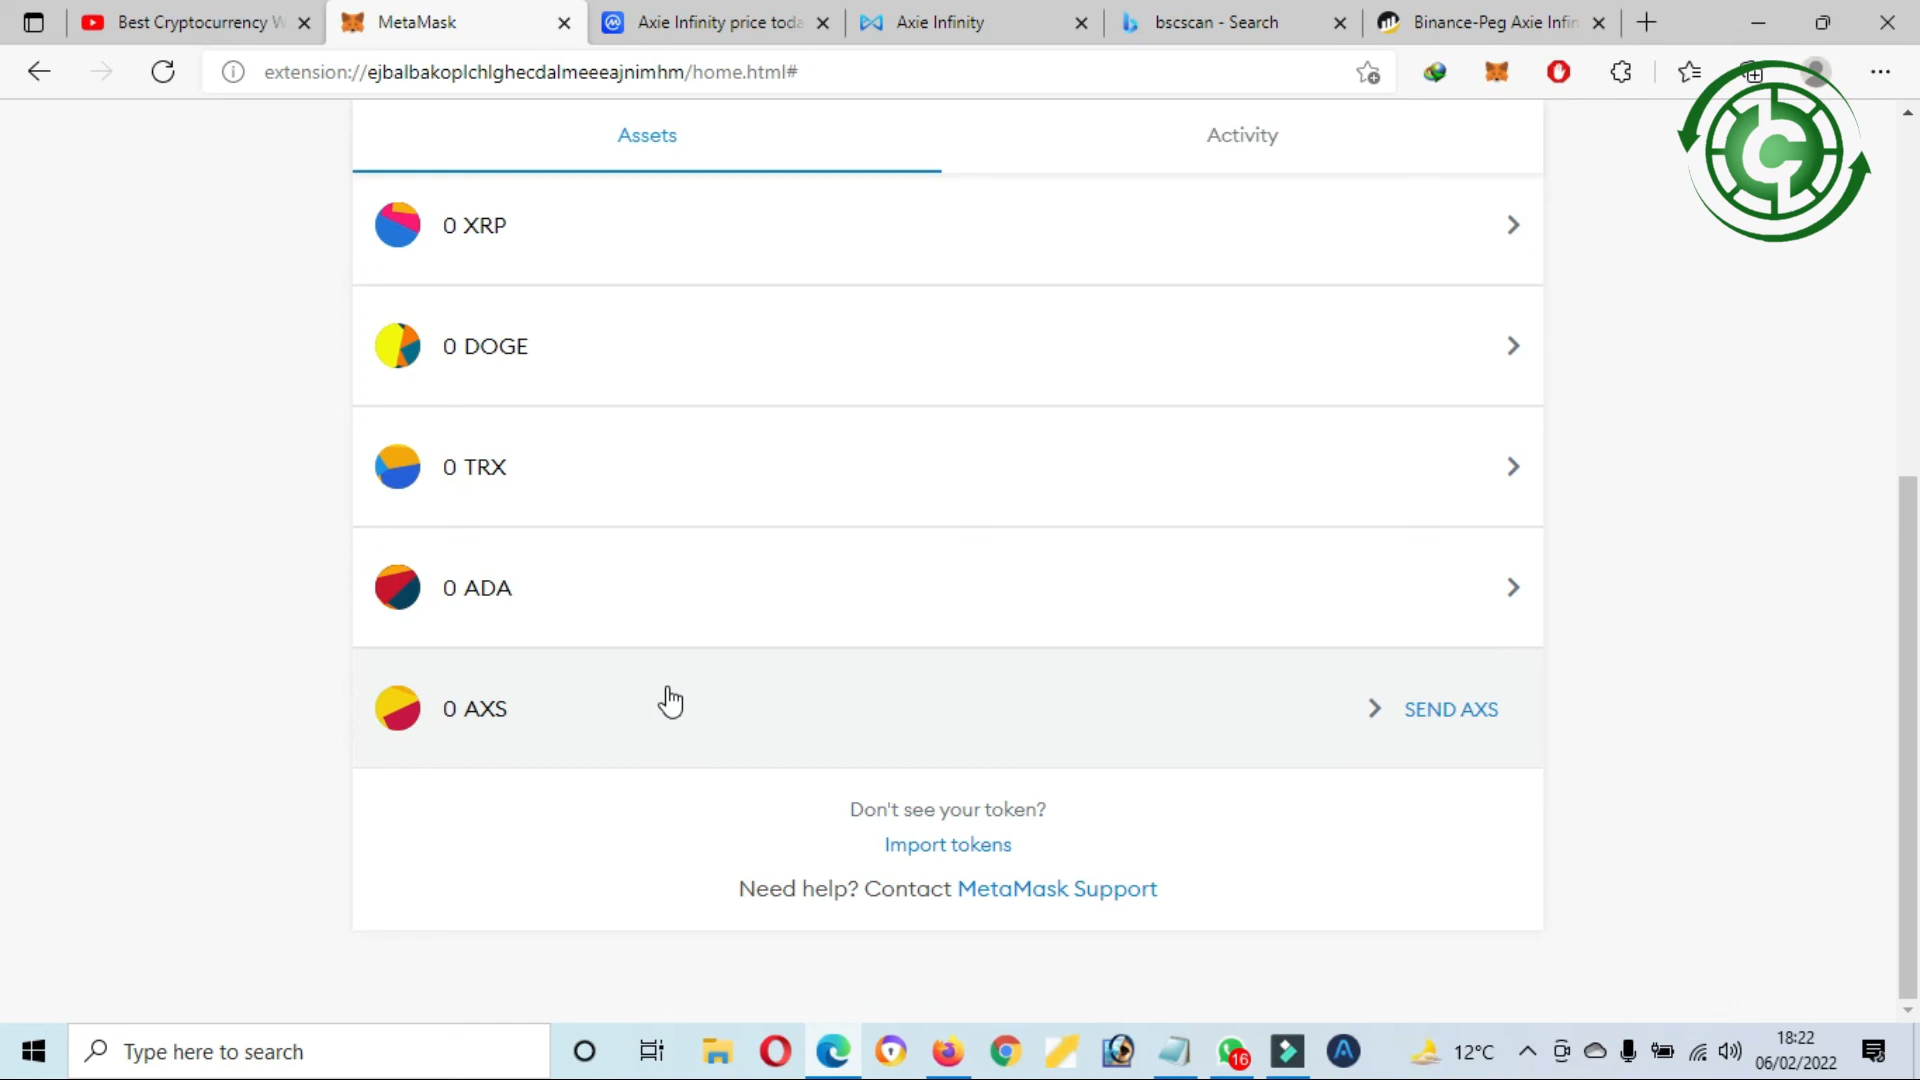 Best Cryptocurrency W
MetaMask
Axie Infinity price toda
Axie Infinity
bscscan - Search
Binance-Peg Axie Infin
extension://ejbalbakoplchlghecdalmeeeajnimhm/home.html#
Assets
Activity
0 XRP
0 DOGE
0 TRX
0 ADA
0 AXS
SEND AXS
Don't see your token?
Import tokens
Need help? Contact MetaMask Support
Type here to search
16
12°C
18:22
06/02/2022